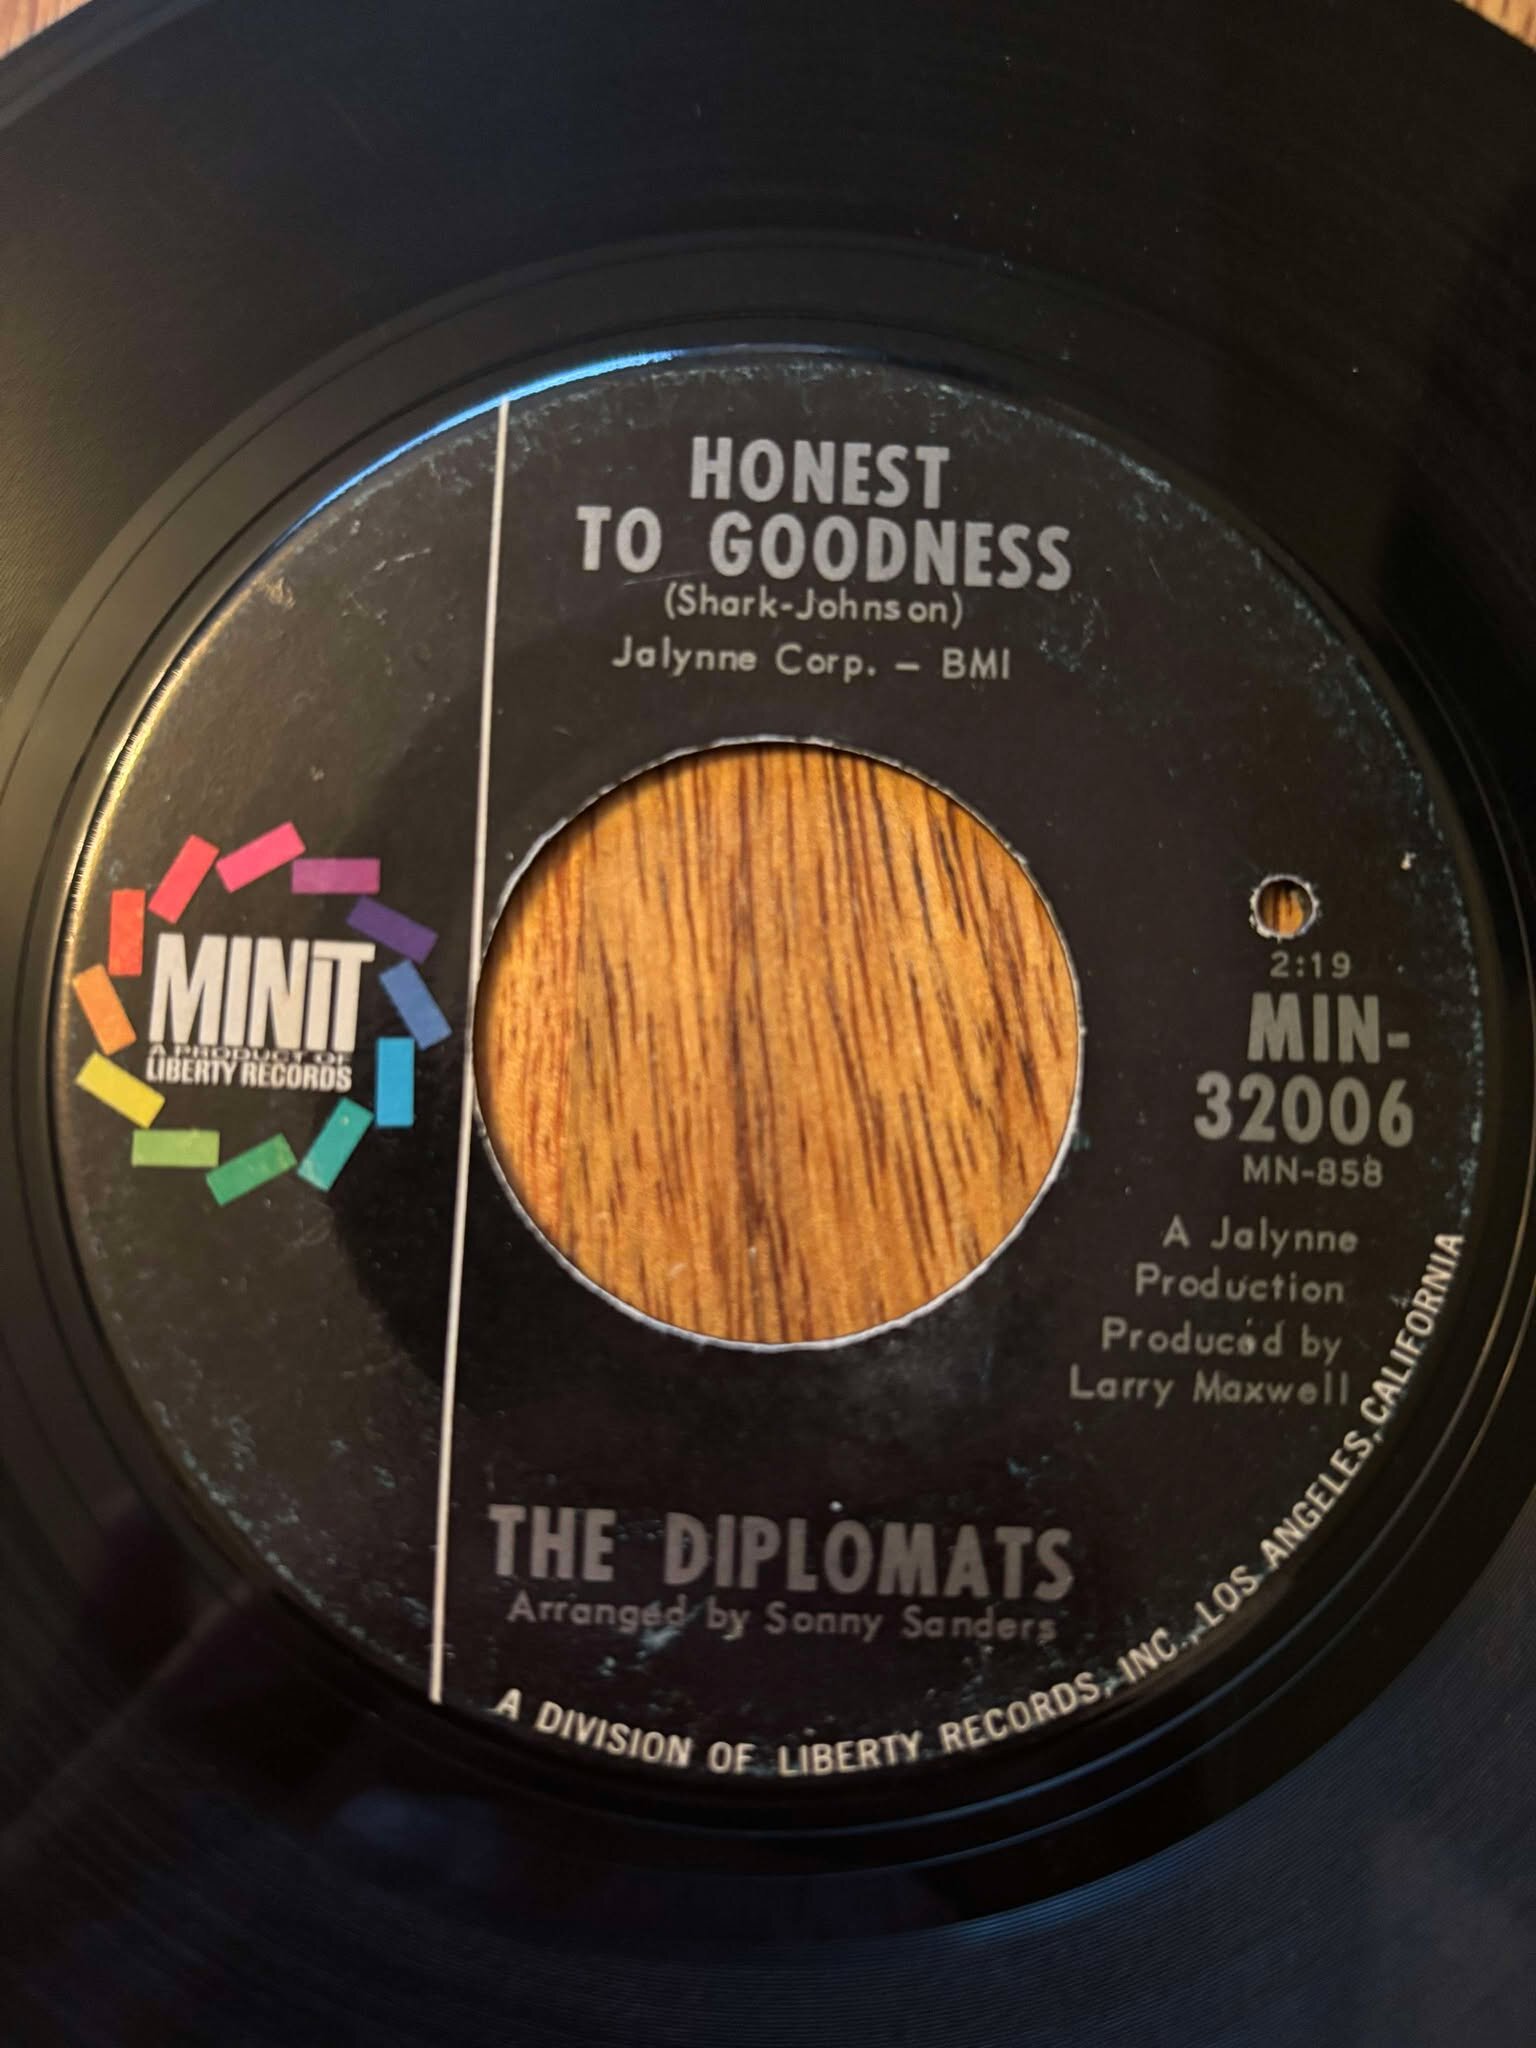 HONEST
TO GOODNESS
(Shark-Johnson)
Jalynne Corp. – BMI
MINIT
A PRODUCT OF
LIBERTY RECORDS
2:19
MIN-
32006
MN-858
A Jalynne
Production
Produced by
Larry Maxwell
THE DIPLOMATS
Arranged by Sonny Sanders
A DIVISION OF LIBERTY RECORDS, INC., LOS ANGELES, CALIFORNIA